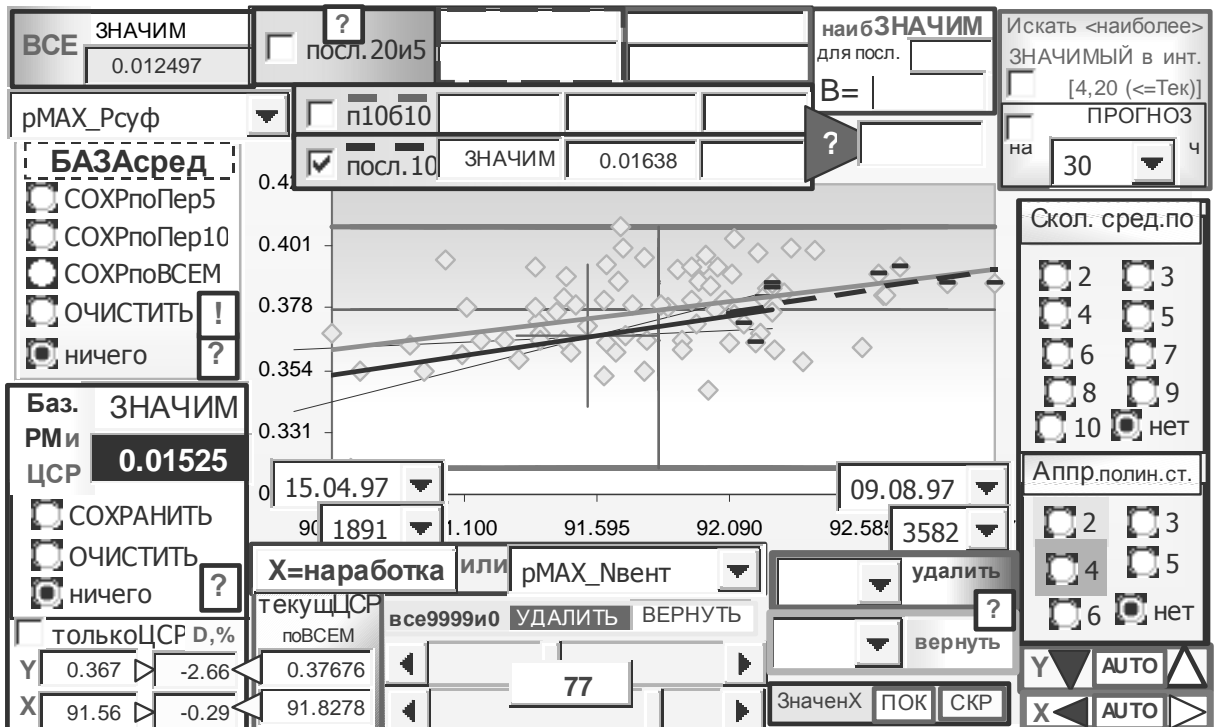 ВСЕ ЗНАЧИМ
0.012497
?
посл.20и5
наибЗНАЧИМ
для посл.
В=
Искать <наиболее>
ЗНАЧИМЫЙ в инт.
[4,20 (<=Тек)]
ПРОГНОЗ
на 30 ч
рМАХ_Рсуф
п10б10
посл.10 ЗНАЧИМ 0.01638
?
БАЗАсред
СОХРпоПер5
СОХРпоПер10
СОХРпоВСЕМ
ОЧИСТИТЬ !
ничего ?
0.401
0.378
0.354
0.331
Скол. сред.по
2 3
4 5
6 7
8 9
10 нет
Баз. ЗНАЧИМ
РМи
ЦСР 0.01525
СОХРАНИТЬ
ОЧИСТИТЬ
ничего ?
15.04.97 09.08.97
1891 91.595 92.090 3582
Аппр.полин.ст.
2 3
4 5
6 нет
Х=наработка или рМАХ_Nвент
удалить
?
вернуть
текущЦСР
поВСЕМ
все9999и0 УДАЛИТЬ ВЕРНУТЬ
77
толькоЦСР D,%
Y 0.367 -2.66 0.37676
X 91.56 -0.29 91.8278
ЗначенХ ПОК СКР
Y AUTO
X AUTO